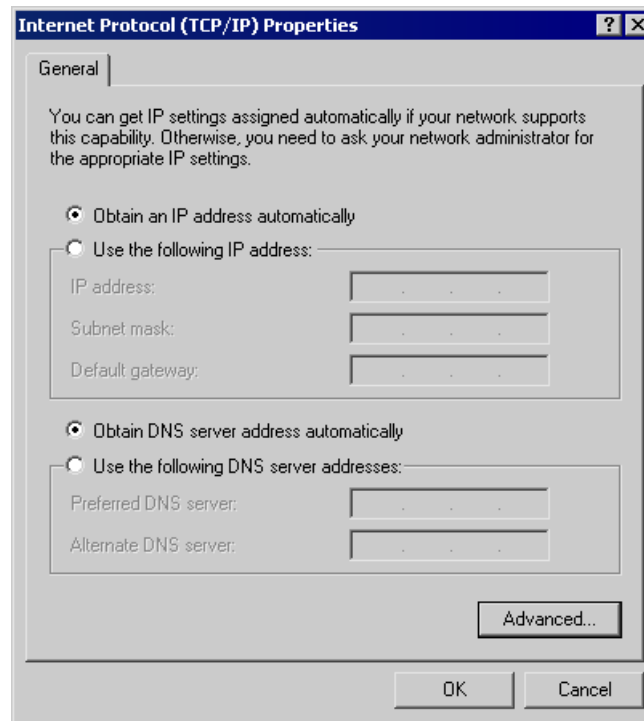 Internet Protocol (TCP/IP) Properties
General
You can get IP settings assigned automatically if your network supports
this capability. Otherwise, you need to ask your network administrator for
the appropriate IP settings.
Obtain an IP address automatically
Use the following IP address:
IP address:
Subnet mask:
Default gateway:
Obtain DNS server address automatically
Use the following DNS server addresses:
Preferred DNS server:
Alternate DNS server:
Advanced...
OK Cancel